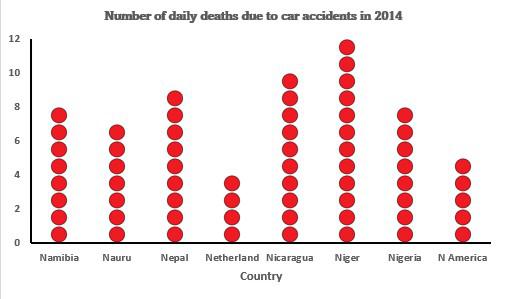 Number of daily deaths due to car accidents in 2014
12
10
8
6
4
2
0
Namibia Nauru Nepal Netherland Nicaragua Niger Nigeria N America
Country